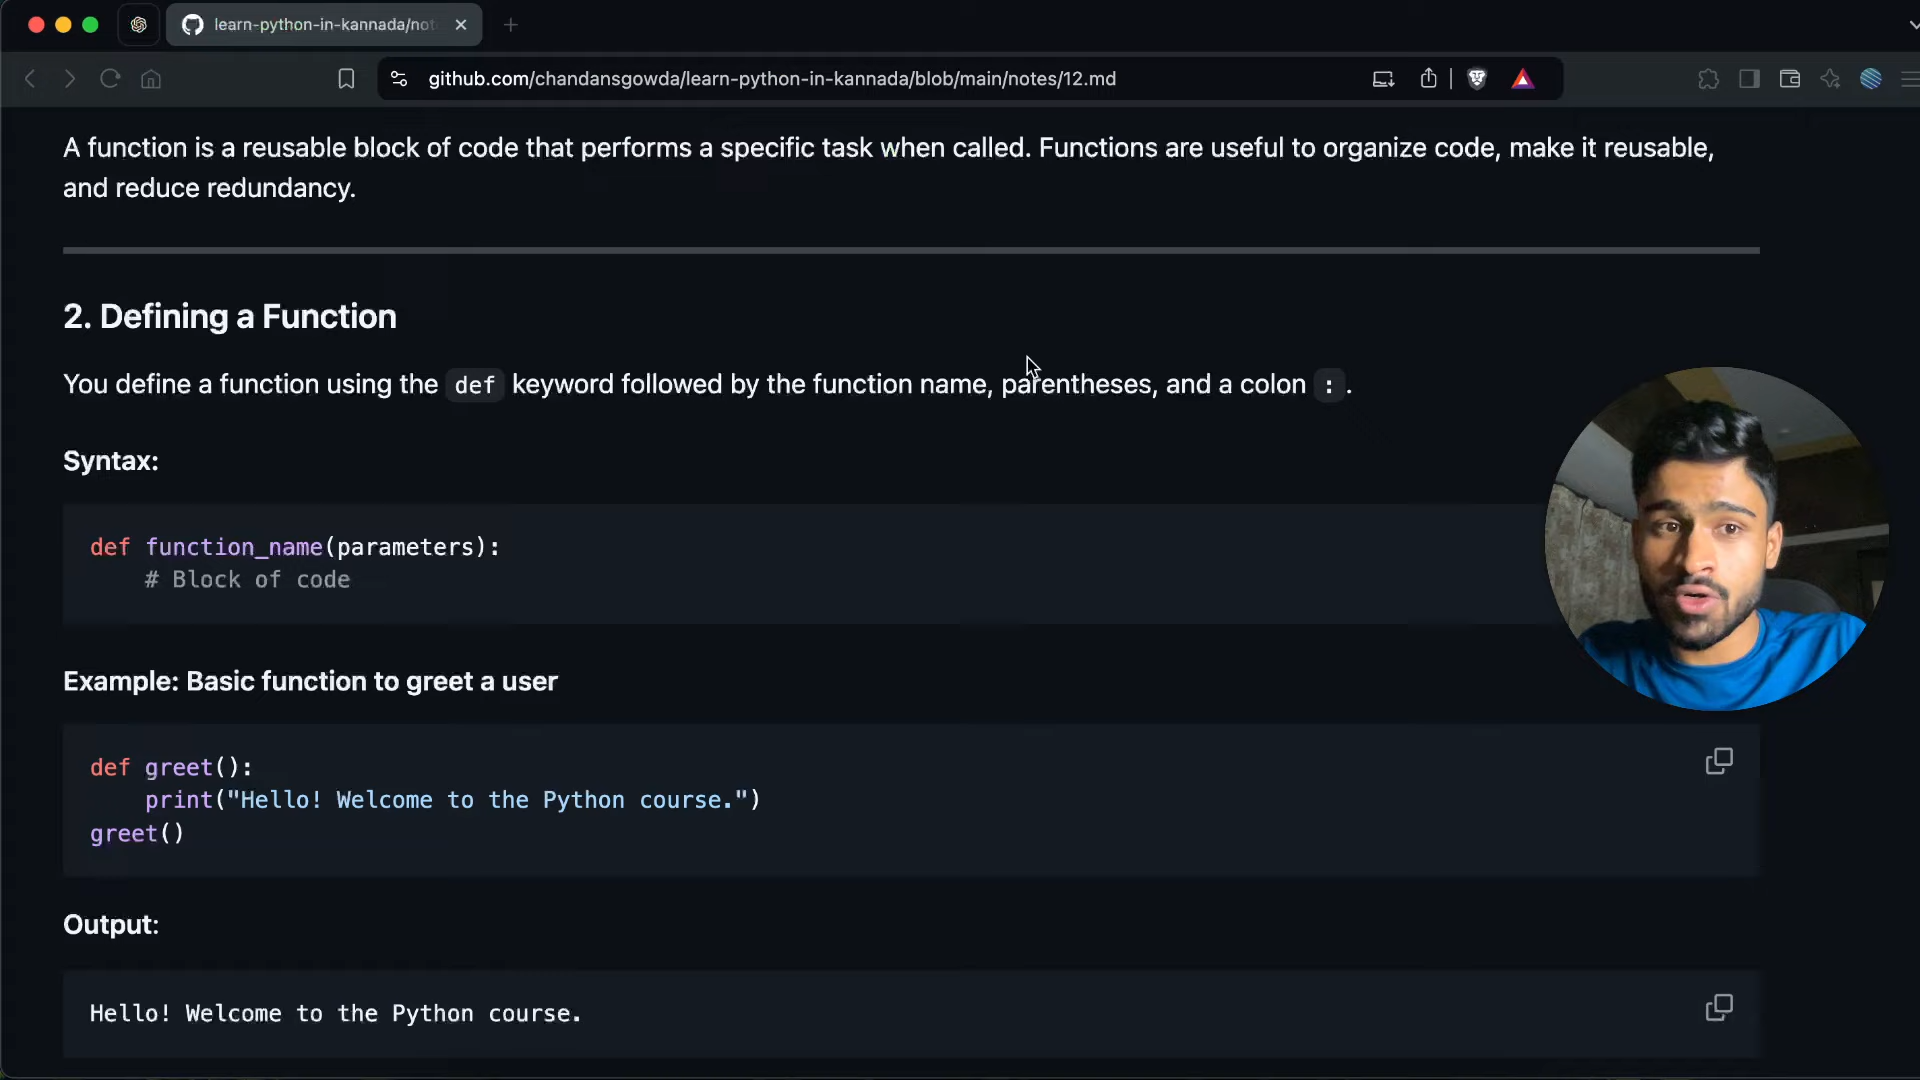 learn-python-in-kannada/not
github.com/chandansgowda/learn-python-in-kannada/blob/main/notes/12.md
A function is a reusable block of code that performs a specific task when called. Functions are useful to organize code, make it reusable,
and reduce redundancy.
2. Defining a Function
You define a function using the def keyword followed by the function name, parentheses, and a colon : .
Syntax:
def function_name(parameters):
# Block of code
Example: Basic function to greet a user
def greet():
print("Hello! Welcome to the Python course.")
greet()
Output:
Hello! Welcome to the Python course.